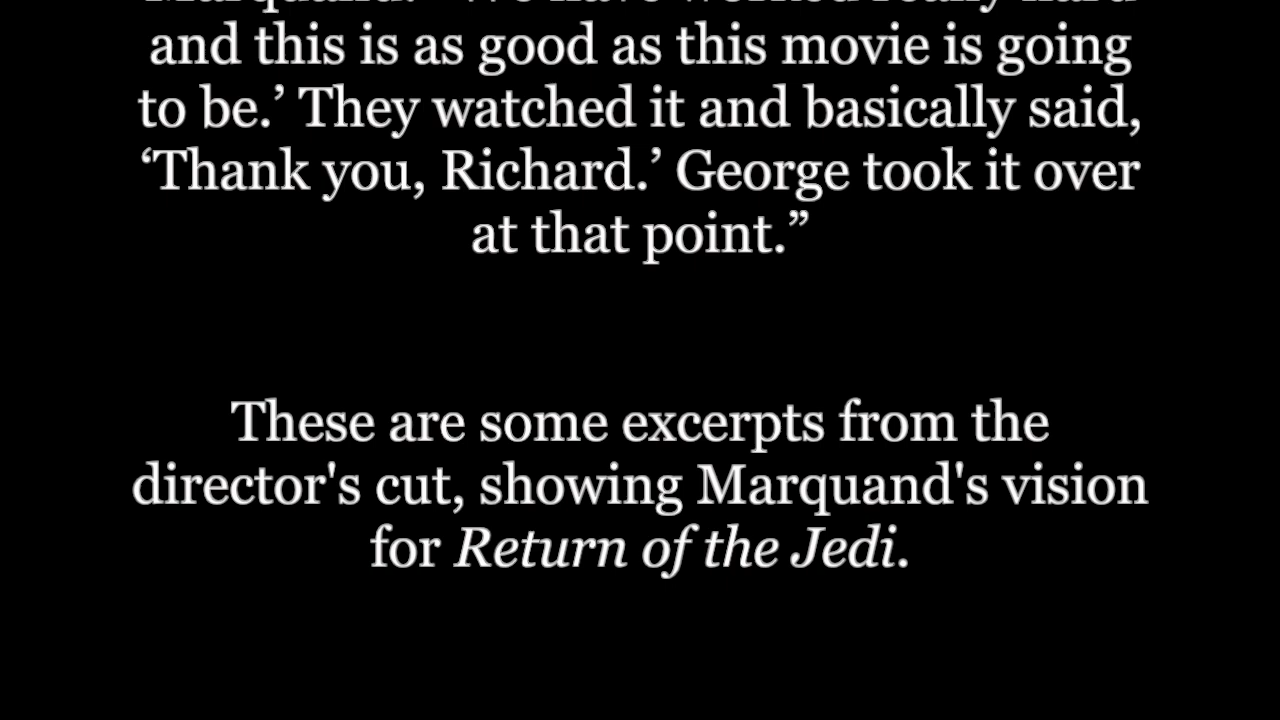 and this is as good as this movie is going
to be.’ They watched it and basically said,
‘Thank you, Richard.’ George took it over
at that point.”
These are some excerpts from the
director's cut, showing Marquand's vision
for Return of the Jedi.